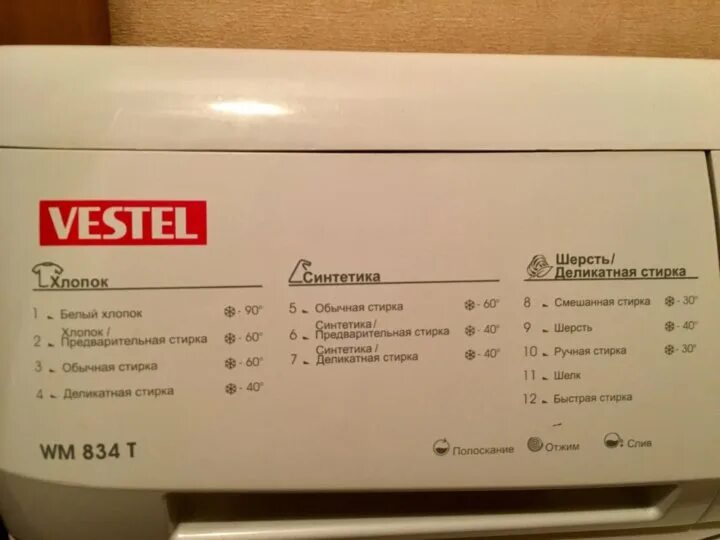 VESTEL
Хлопок
1 - Белый хлопок ❄ - 90°
2 - Хлопок /
Предварительная стирка ❄ - 60°
3 - Обычная стирка ❄ - 60°
4 - Деликатная стирка ❄ - 40°
Синтетика
5 - Обычная стирка ❄ - 60°
6 - Синтетика /
Предварительная стирка ❄ - 40°
7 - Синтетика /
Деликатная стирка ❄ - 40°
Шерсть/
Деликатная стирка
8 - Смешанная стирка ❄ - 30°
9 - Шерсть ❄ - 40°
10 - Ручная стирка ❄ - 30°
11 - Шелк
12 - Быстрая стирка
WM 834 T
Полоскание
Отжим
Слив